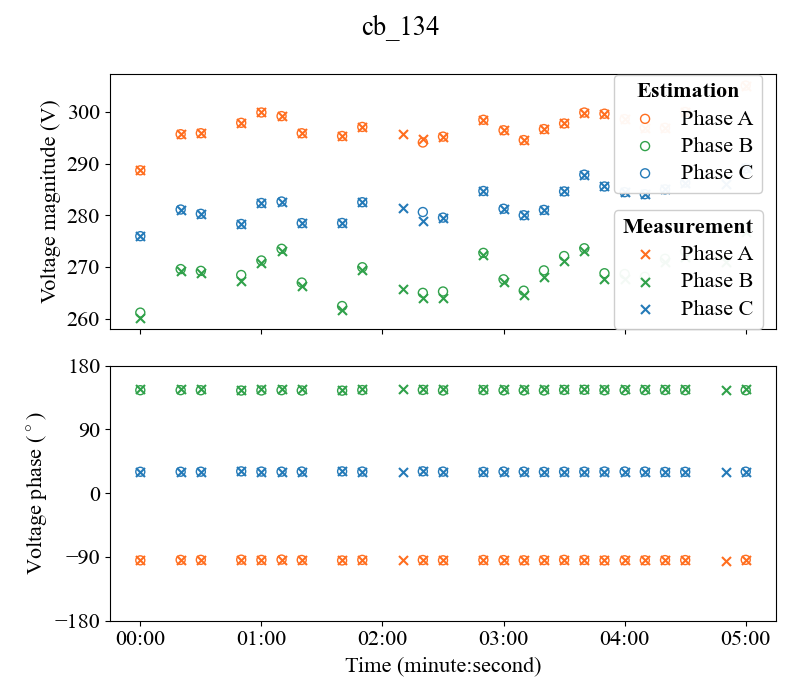 cb_134
Voltage magnitude (V)
300
290
280
270
260
Estimation
Phase A
Phase B
Phase C
Measurement
Phase A
Phase B
Phase C
Voltage phase (°)
180
90
0
−90
−180
00:00 01:00 02:00 03:00 04:00 05:00
Time (minute:second)